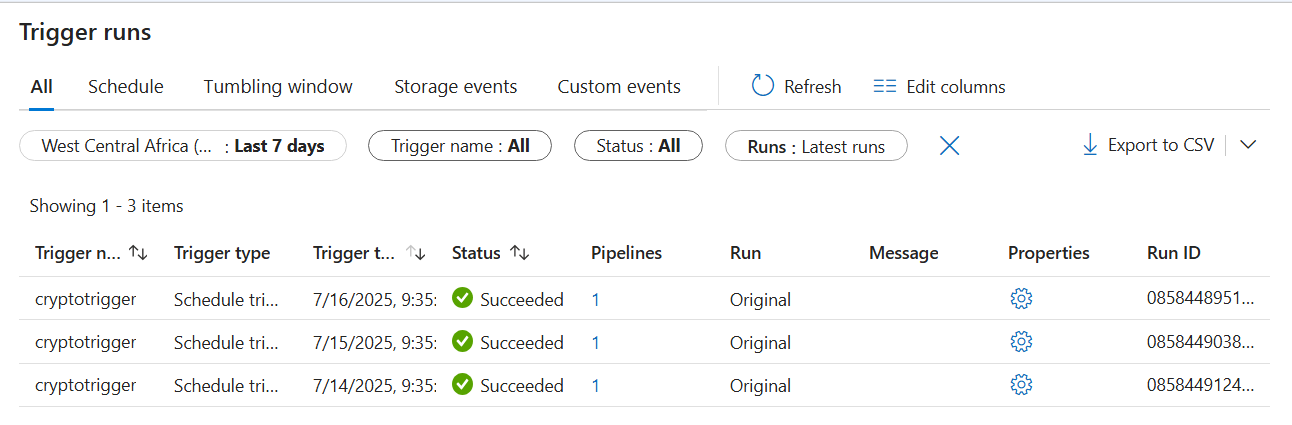 Trigger runs
All Schedule Tumbling window Storage events Custom events Refresh Edit columns
West Central Africa (... : Last 7 days Trigger name : All Status : All Runs : Latest runs Export to CSV
Showing 1 - 3 items
Trigger n... Trigger type Trigger t... Status Pipelines Run Message Properties Run ID
cryptotrigger Schedule tri... 7/16/2025, 9:35: Succeeded 1 Original 0858448951...
cryptotrigger Schedule tri... 7/15/2025, 9:35: Succeeded 1 Original 0858449038...
cryptotrigger Schedule tri... 7/14/2025, 9:35: Succeeded 1 Original 0858449124...